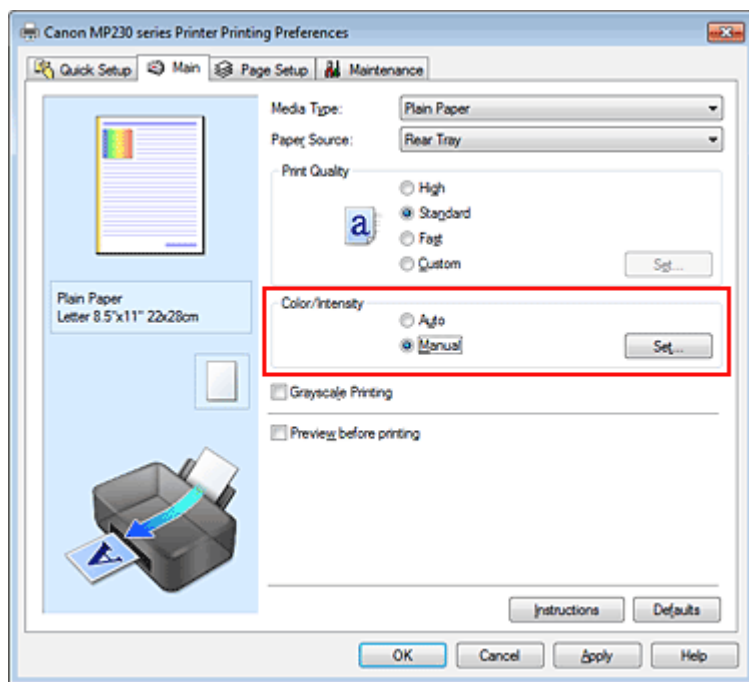 Canon MP230 series Printer Printing Preferences
Quick Setup Main Page Setup Maintenance
Media Type: Plain Paper
Paper Source: Rear Tray
Print Quality
High
a Standard
Fast
Custom Set...
Plain Paper
Letter 8.5"x11" 22x28cm
Color/Intensity
Auto
Manual Set...
Grayscale Printing
Preview before printing
A
Instructions Defaults
OK Cancel Apply Help